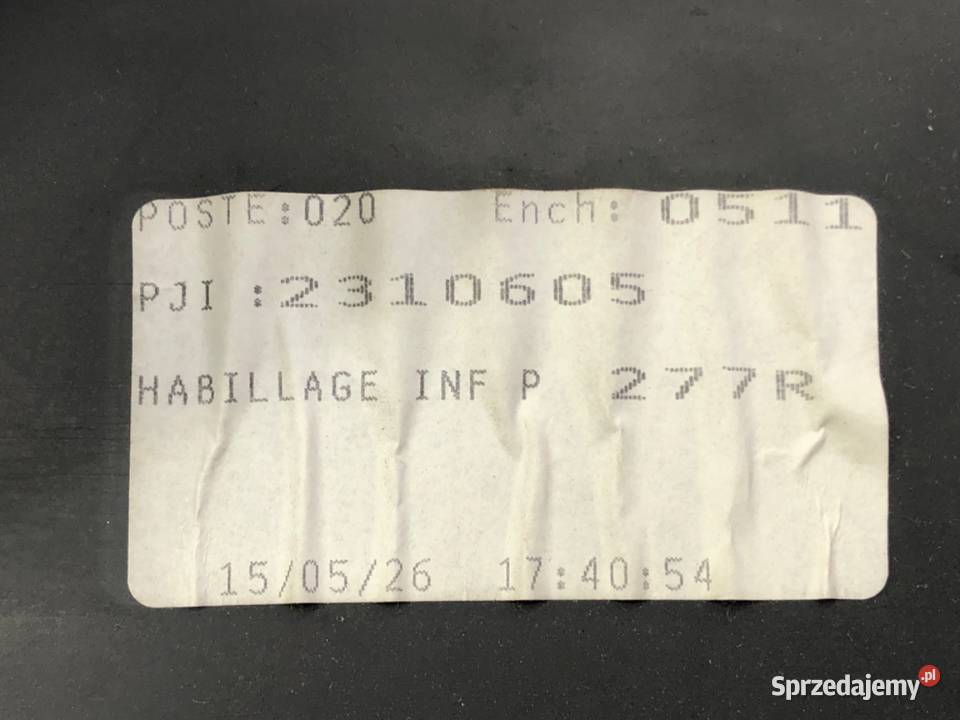 POSTE:020 Ench: 0511
PJI :2310605
HABILLAGE INF P 277R
15/05/26 17:40:54
Sprzedajemy.pl